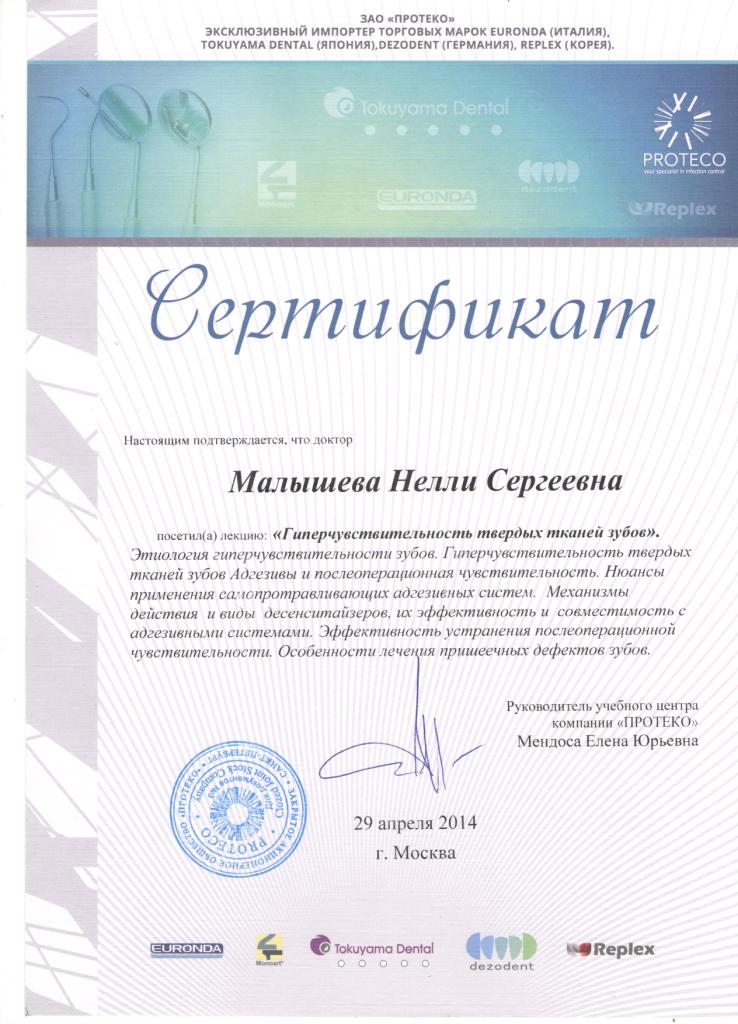 ЗАО «ПРОТЕКО»
ЭКСКЛЮЗИВНЫЙ ИМПОРТЕР ТОРГОВЫХ МАРОК EURONDA (ИТАЛИЯ),
TOKUYAMA DENTAL (ЯПОНИЯ),DEZODENT (ГЕРМАНИЯ), REPLEX (КОРЕЯ).
Tokuyama Dental
PROTECO
your specialist in infection control
Monoart
EURONDA
dezodent
Replex
Сертификат
Настоящим подтверждается, что доктор
Малышева Нелли Сергеевна
посетил(а) лекцию: «Гиперчувствительность твердых тканей зубов».
Этиология гиперчувствительности зубов. Гиперчувствительность твердых
тканей зубов Адгезивы и послеоперационная чувствительность. Нюансы
применения самопротравливающих адгезивных систем. Механизмы
действия и виды десенситайзеров, их эффективность и совместимость с
адгезивными системами. Эффективность устранения послеоперационной
чувствительности. Особенности лечения пришеечных дефектов зубов.
Руководитель учебного центра
компании «ПРОТЕКО»
Мендоса Елена Юрьевна
ЗАКРЫТОЕ АКЦИОНЕРНОЕ ОБЩЕСТВО «ПРОТЕКО» • САНКТ-ПЕТЕРБУРГ •
Closed Joint Stock Company
Для документов №3
PROTECO
29 апреля 2014
г. Москва
EURONDA
Monoart®
Tokuyama Dental
dezodent
Replex